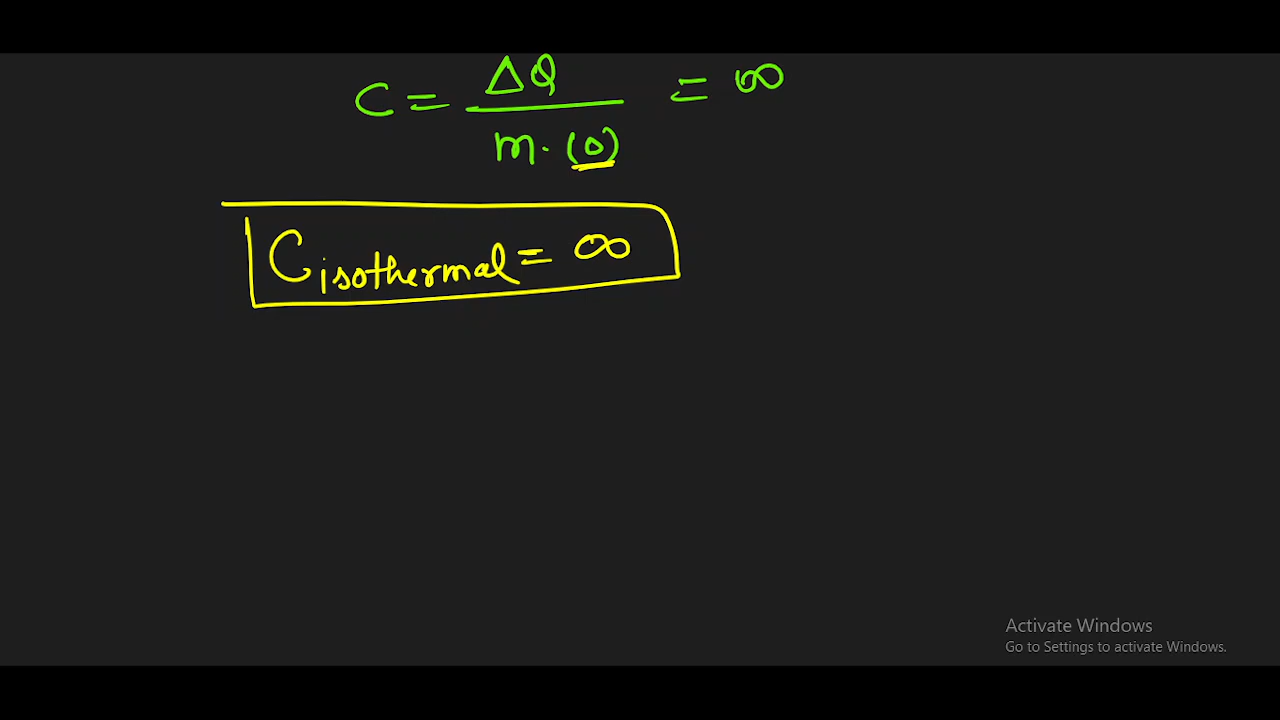 C = ΔQ / m. (0) = ∞
C isothermal = ∞
Activate Windows
Go to Settings to activate Windows.